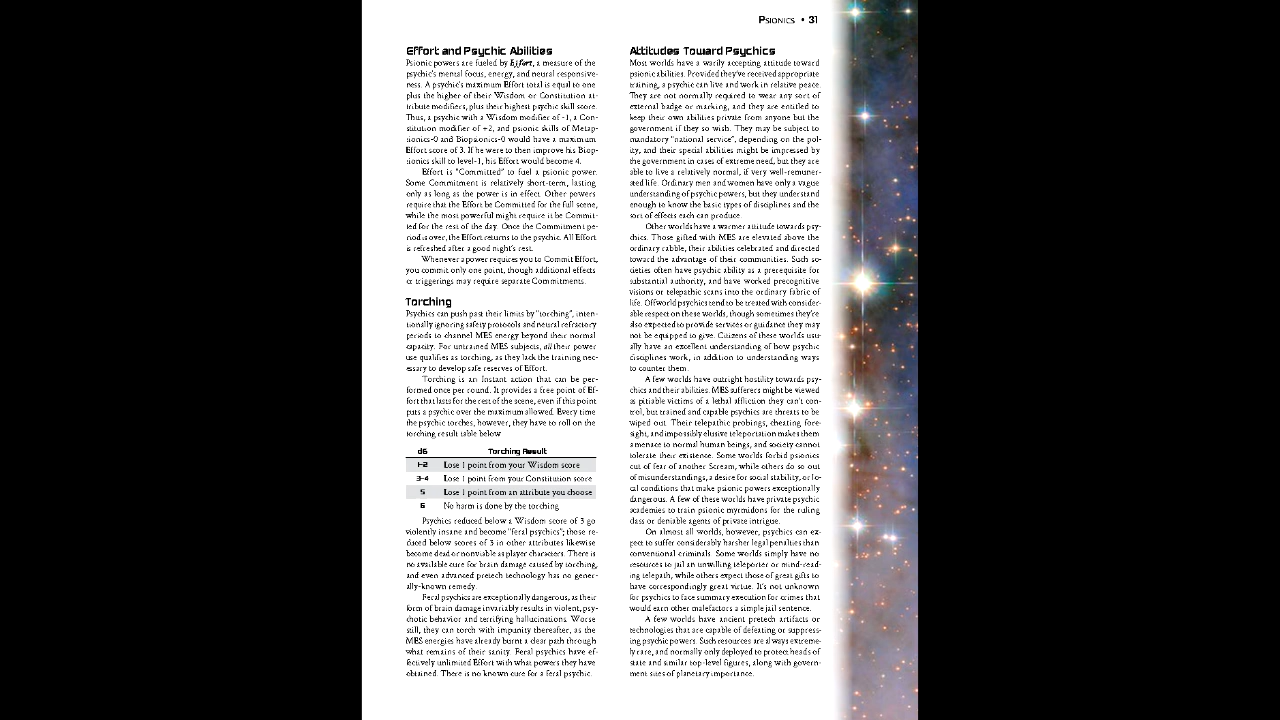 Psionics • 31
Effort and Psychic Abilities
Psionic powers are fueled by Effort, a measure of the
psychic's mental focus, energy, and neural responsive-
ness. A psychic's maximum Effort total is equal to one
plus the higher of their Wisdom or Constitution at-
tribute modifiers, plus their highest psychic skill score.
Thus, a psychic with a Wisdom modifier of -1, a Con-
stitution modifier of +2, and psionic skills of Metap-
sionics-0 and Biopsionics-0 would have a maximum
Effort score of 3. If he were to then improve his Biop-
sionics skill to level-1, his Effort would become 4.
Effort is "Committed" to fuel a psionic power.
Some Commitment is relatively short-term, lasting
only as long as the power is in effect. Other powers
require that the Effort be Committed for the full scene,
while the most powerful might require it be Commit-
ted for the rest of the day. Once the Commitment pe-
riod is over, the Effort returns to the psychic. All Effort
is refreshed after a good night's rest.
Whenever a power requires you to Commit Effort,
you commit only one point, though additional effects
or triggerings may require separate Commitments.
Torching
Psychics can push past their limits by "torching", inten-
tionally ignoring safety protocols and neural refractory
periods to channel MES energy beyond their normal
capacity. For untrained MES subjects, all their power
use qualifies as torching, as they lack the training nec-
essary to develop safe reserves of Effort.
Torching is an Instant action that can be per-
formed once per round. It provides a free point of Ef-
fort that lasts for the rest of the scene, even if this point
puts a psychic over the maximum allowed. Every time
the psychic torches, however, they have to roll on the
torching result table below.
d6 Torching Result
1-2 Lose 1 point from your Wisdom score
3-4 Lose 1 point from your Constitution score
5 Lose 1 point from an attribute you choose
6 No harm is done by the torching
Psychics reduced below a Wisdom score of 3 go
violently insane and become "feral psychics"; those re-
duced below scores of 3 in other attributes likewise
become dead or nonviable as player characters. There is
no available cure for brain damage caused by torching,
and even advanced pretech technology has no gener-
ally-known remedy.
Feral psychics are exceptionally dangerous, as their
form of brain damage invariably results in violent, psy-
chotic behavior and terrifying hallucinations. Worse
still, they can torch with impunity thereafter, as the
MES energies have already burnt a clear path through
what remains of their sanity. Feral psychics have ef-
fectively unlimited Effort with what powers they have
obtained. There is no known cure for a feral psychic.
Attitudes Toward Psychics
Most worlds have a warily accepting attitude toward
psionic abilities. Provided they've received appropriate
training, a psychic can live and work in relative peace.
They are not normally required to wear any sort of
external badge or marking, and they are entitled to
keep their own abilities private from anyone but the
government if they so wish. They may be subject to
mandatory "national service", depending on the pol-
ity, and their special abilities might be impressed by
the government in cases of extreme need, but they are
able to live a relatively normal, if very well-remuner-
ated life. Ordinary men and women have only a vague
understanding of psychic powers, but they understand
enough to know the basic types of disciplines and the
sort of effects each can produce.
Other worlds have a warmer attitude towards psy-
chics. Those gifted with MES are elevated above the
ordinary rabble, their abilities celebrated and directed
toward the advantage of their communities. Such so-
cieties often have psychic ability as a prerequisite for
substantial authority, and have worked precognitive
visions or telepathic scans into the ordinary fabric of
life. Offworld psychics tend to be treated with consider-
able respect on these worlds, though sometimes they're
also expected to provide services or guidance they may
not be equipped to give. Citizens of these worlds usu-
ally have an excellent understanding of how psychic
disciplines work, in addition to understanding ways
to counter them.
A few worlds have outright hostility towards psy-
chics and their abilities. MES sufferers might be viewed
as pitiable victims of a lethal affliction they can't con-
trol, but trained and capable psychics are threats to be
wiped out. Their telepathic probings, cheating fore-
sight, and impossibly elusive teleportation makes them
a menace to normal human beings, and society cannot
tolerate their existence. Some worlds forbid psionics
out of fear of another Scream, while others do so out
of misunderstandings, a desire for social stability, or lo-
cal conditions that make psionic powers exceptionally
dangerous. A few of these worlds have private psychic
academies to train psionic myrmidons for the ruling
class or deniable agents of private intrigue.
On almost all worlds, however, psychics can ex-
pect to suffer considerably harsher legal penalties than
conventional criminals. Some worlds simply have no
resources to jail an unwilling teleporter or mind-read-
ing telepath, while others expect those of great gifts to
have correspondingly great virtue. It's not unknown
for psychics to face summary execution for crimes that
would earn other malefactors a simple jail sentence.
A few worlds have ancient pretech artifacts or
technologies that are capable of defeating or suppress-
ing psychic powers. Such resources are always extreme-
ly rare, and normally only deployed to protect heads of
state and similar top-level figures, along with govern-
ment sites of planetary importance.